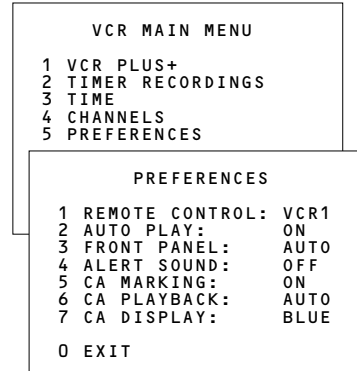 VCR MAIN MENU
1 VCR PLUS+
2 TIMER RECORDINGS
3 TIME
4 CHANNELS
5 PREFERENCES
PREFERENCES
1 REMOTE CONTROL: VCR1
2 AUTO PLAY: ON
3 FRONT PANEL: AUTO
4 ALERT SOUND: OFF
5 CA MARKING: ON
6 CA PLAYBACK: AUTO
7 CA DISPLAY: BLUE
0 EXIT